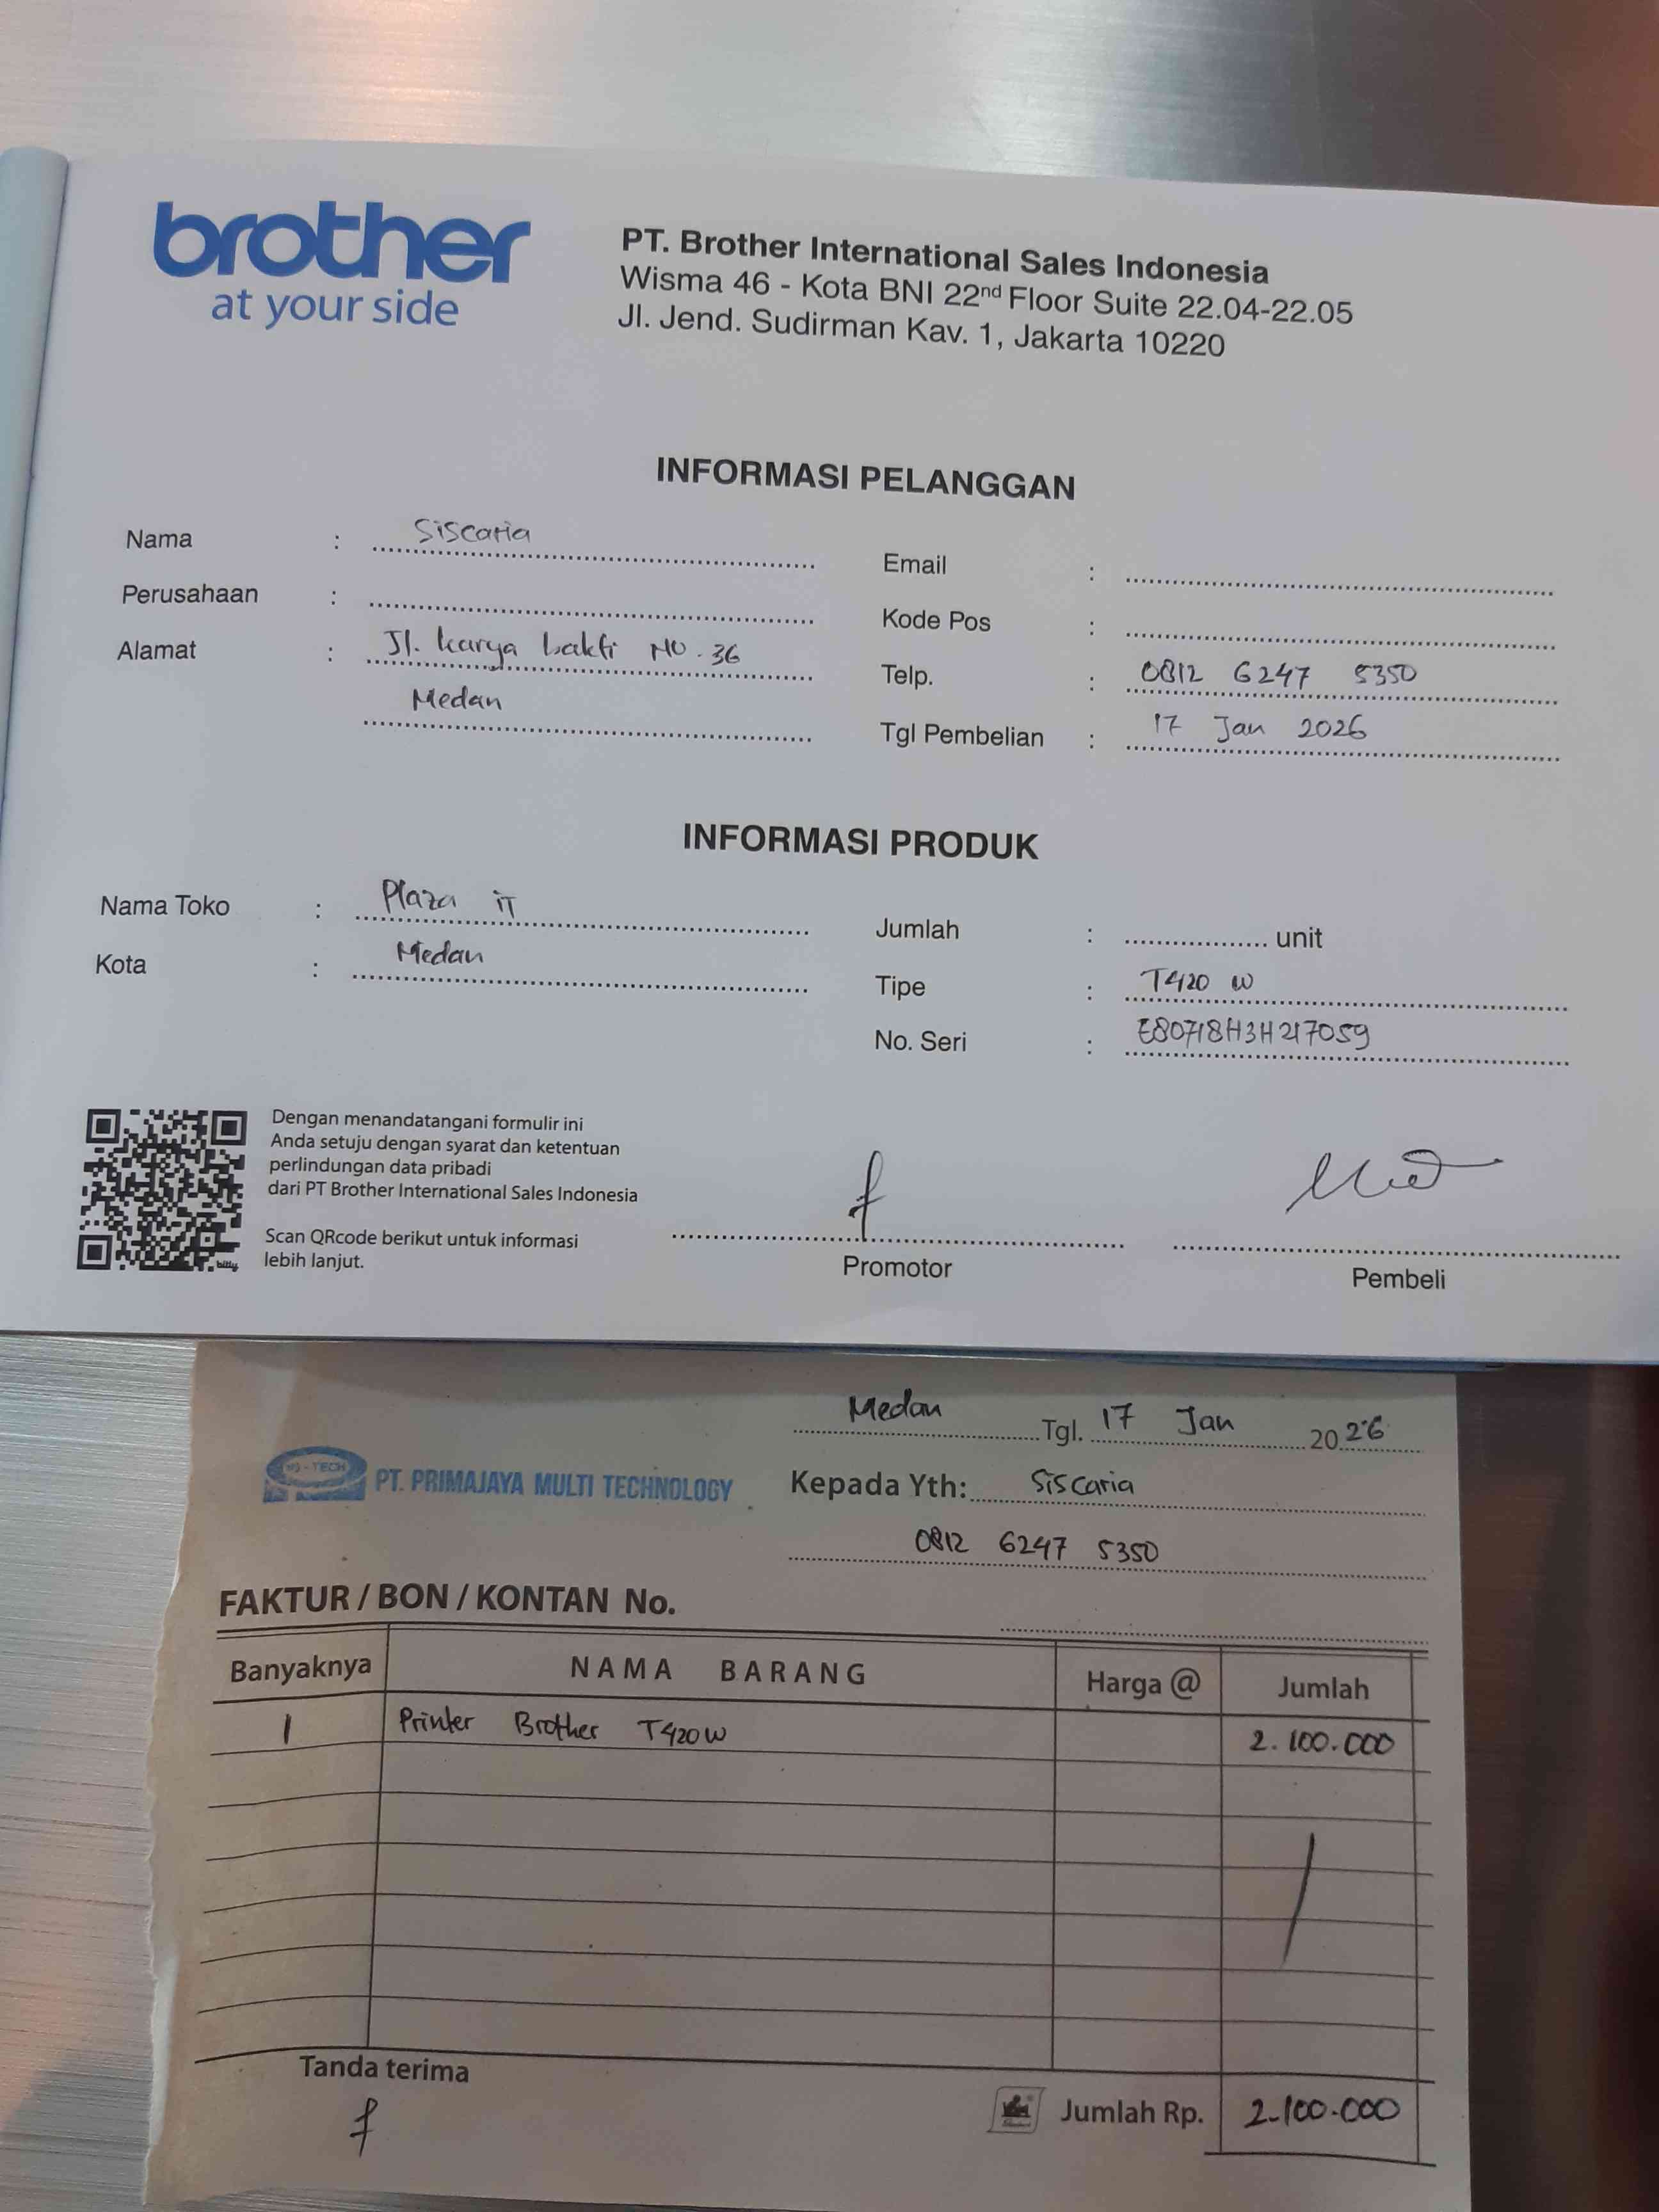 brother
at your side
PT. Brother International Sales Indonesia
Wisma 46 - Kota BNI 22nd Floor Suite 22.04-22.05
Jl. Jend. Sudirman Kav. 1, Jakarta 10220
INFORMASI PELANGGAN
Nama : Siscaria
Perusahaan :
Alamat : Jl. karya bakti NO. 36
Medan
Email :
Kode Pos :
Telp. : 0812 6247 5350
Tgl Pembelian : 17 Jan 2026
INFORMASI PRODUK
Nama Toko : Plaza iT
Kota : Medan
Jumlah : unit
Tipe : T420 W
No. Seri : E80718H3H217059
Dengan menandatangani formulir ini
Anda setuju dengan syarat dan ketentuan
perlindungan data pribadi
dari PT Brother International Sales Indonesia
Scan QRcode berikut untuk informasi
lebih lanjut.
bitly
Promotor
Pembeli
Medan Tgl. 17 Jan 2026
PT. PRIMAJAYA MULTI TECHNOLOGY
Kepada Yth: Siscaria
0812 6247 5350
FAKTUR / BON / KONTAN No.
Banyaknya NAMA BARANG Harga @ Jumlah
1 Printer Brother T420W 2.100.000
Tanda terima
Jumlah Rp. 2.100.000